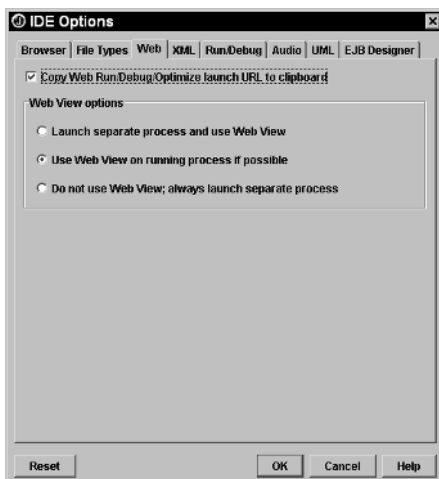 IDE Options
Browser File Types Web XML Run/Debug Audio UML EJB Designer
Copy Web Run/Debug/Optimize launch URL to clipboard
Web View options
Launch separate process and use Web View
Use Web View on running process if possible
Do not use Web View; always launch separate process
Reset OK Cancel Help